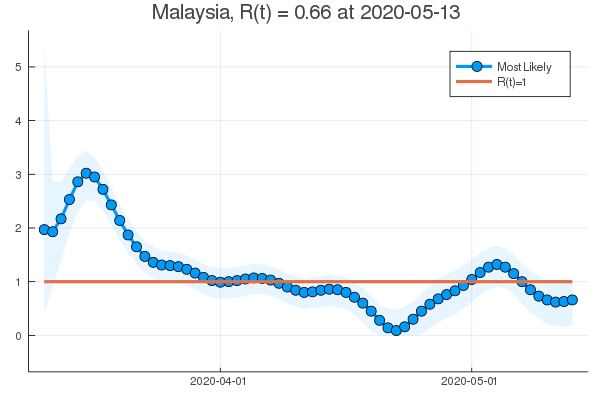 Malaysia, R(t) = 0.66 at 2020-05-13
Most Likely
R(t)=1
5
4
3
2
1
0
2020-04-01
2020-05-01